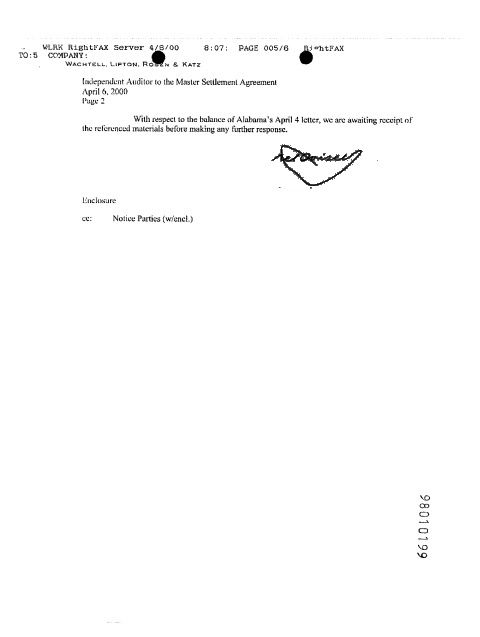 WLRK RightFAX Server 4/6/00 8:07: PAGE 005/6 RightFAX
TO:5 COMPANY:
WACHTELL, LIPTON, ROSEN & KATZ
Independent Auditor to the Master Settlement Agreement
April 6, 2000
Page 2
With respect to the balance of Alabama's April 4 letter, we are awaiting receipt of
the referenced materials before making any further response.
Enclosure
cc: Notice Parties (w/encl.)
98010199